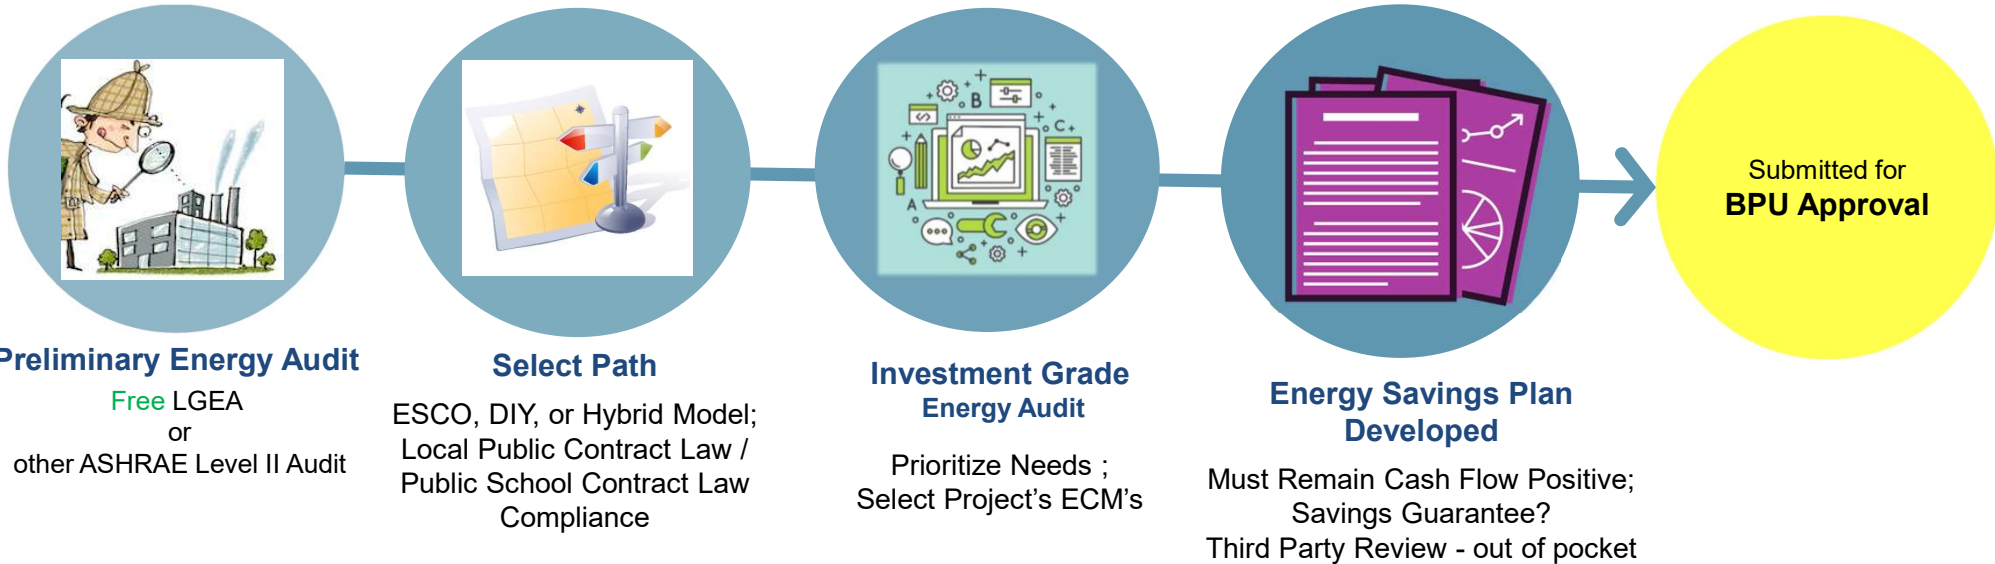 Preliminary Energy Audit
Free LGEA
or
other ASHRAE Level II Audit
Select Path
ESCO, DIY, or Hybrid Model;
Local Public Contract Law /
Public School Contract Law
Compliance
B
C+
A
Investment Grade
Energy Audit
Prioritize Needs ;
Select Project’s ECM’s
Energy Savings Plan
Developed
Must Remain Cash Flow Positive;
Savings Guarantee?
Third Party Review - out of pocket
Submitted for
BPU Approval